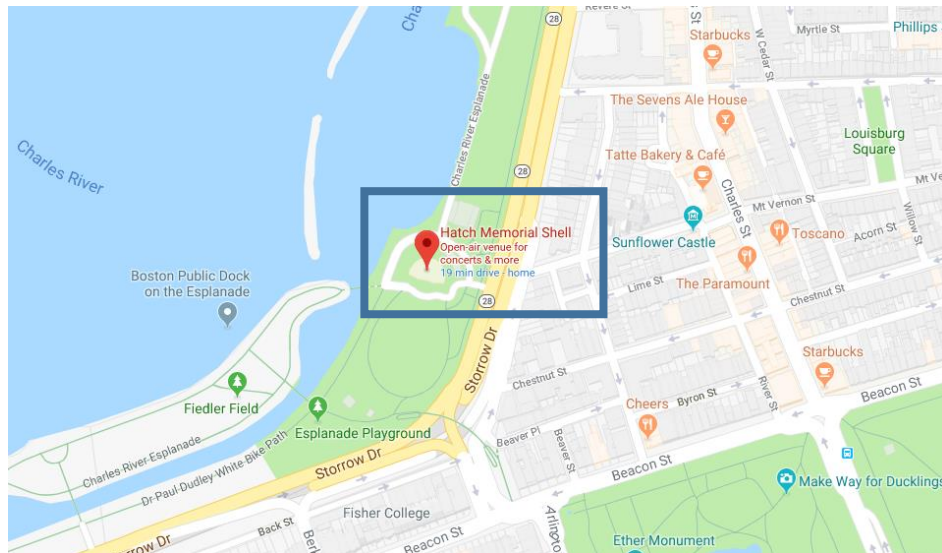 Cha
28
Revere St
Myrtle St
Phillips S
Starbucks
W Cedar St
The Sevens Ale House
Charles River
Charles River Esplanade
28
Tatte Bakery & Café
Louisburg
Square
Charles St
Mt Vernon St
Mt Ve
Willow St
Hatch Memorial Shell
Open-air venue for
concerts & more
19 min drive - home
Sunflower Castle
Toscano
Acorn St
Boston Public Dock
on the Esplanade
28
Lime St
The Paramount
Chestnut St
Storrow Dr
Starbucks
Chestnut St
Fiedler Field
Cheers
Byron St
River St
Beacon St
Esplanade Playground
Beaver Pl
Beaver St
Charles River Esplanade
Dr Paul Dudley White Bike Path
Storrow Dr
Beacon St
Make Way for Ducklings
Fisher College
Back St
Arlingto
Storrow Dr
Berk
Beacon St
Ether Monument